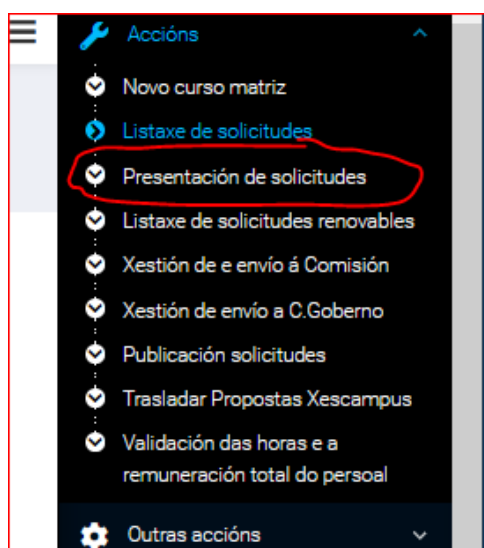 Accións
Novo curso matriz
Listaxe de solicitudes
Presentación de solicitudes
Listaxe de solicitudes renovables
Xestión de e envío á Comisión
Xestión de envío a C.Goberno
Publicación solicitudes
Trasladar Propostas Xescampus
Validación das horas e a
remuneración total do persoal
Outras accións